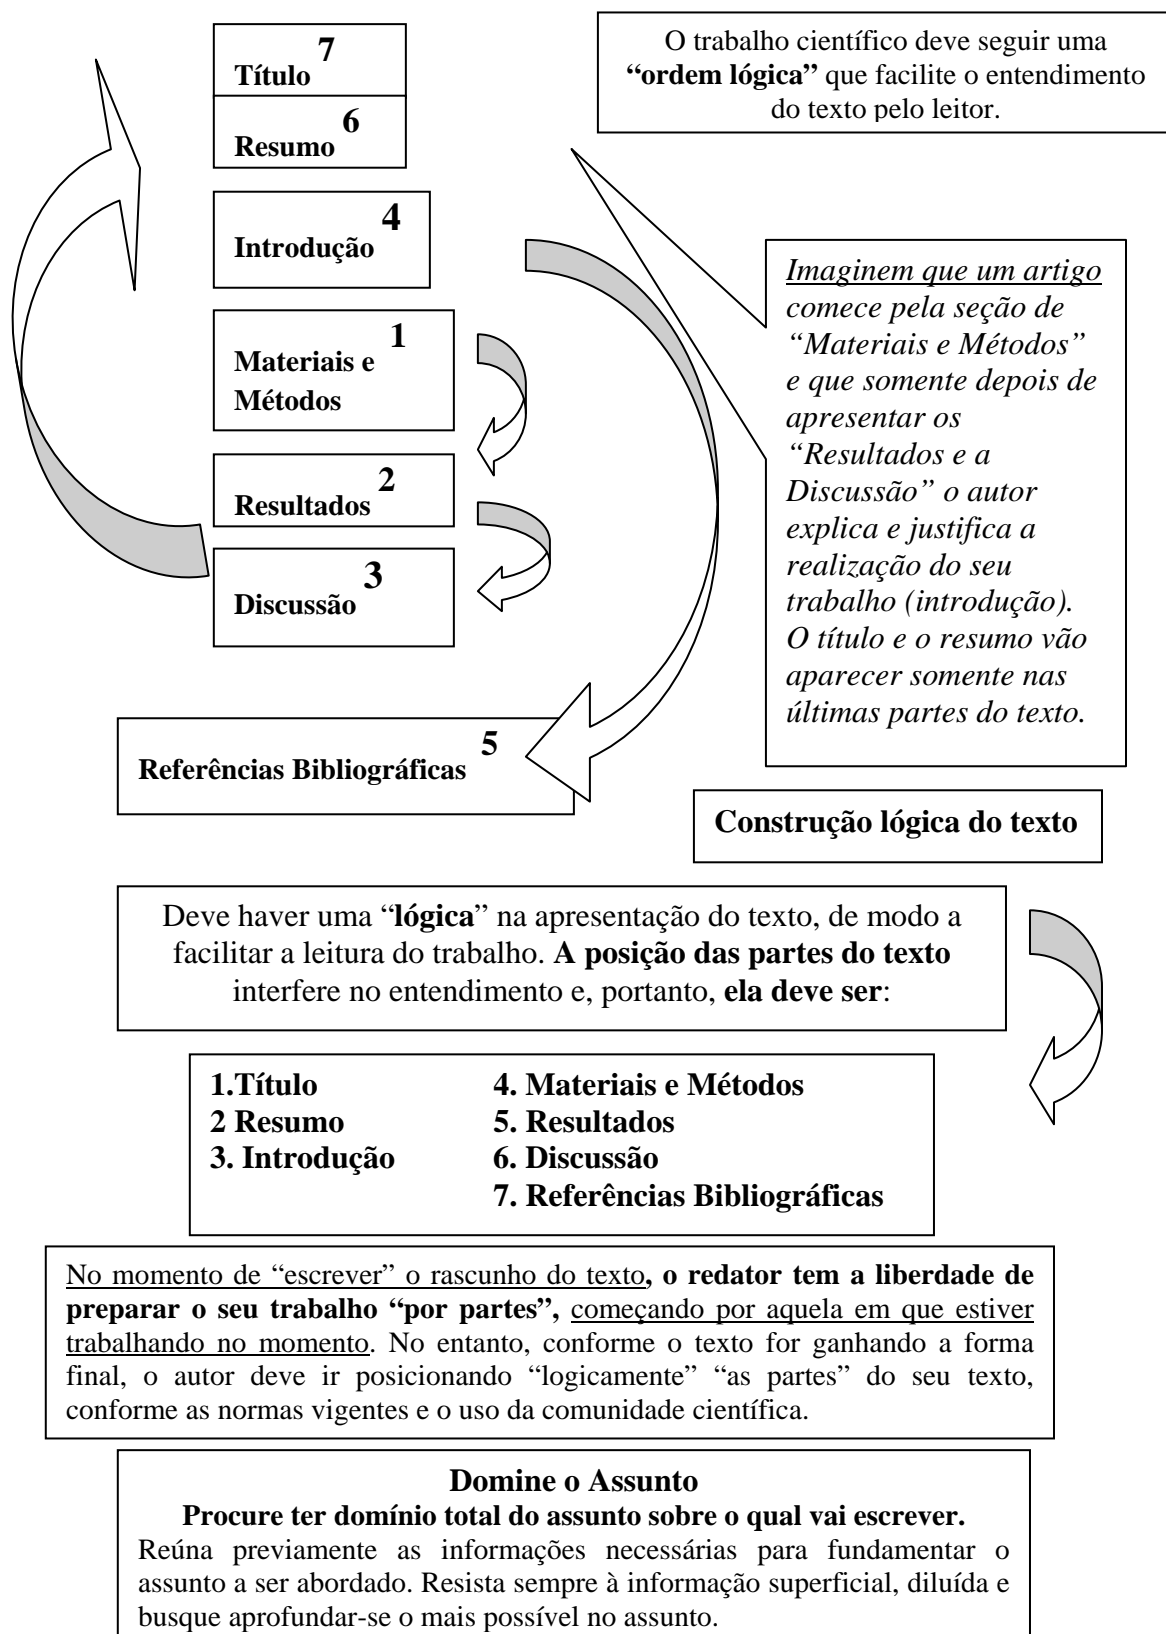 7
Título
6
Resumo
4
Introdução
1
Materiais e
Métodos
2
Resultados
3
Discussão
5
Referências Bibliográficas
O trabalho científico deve seguir uma
“ordem lógica” que facilite o entendimento
do texto pelo leitor.
Imaginem que um artigo
comece pela seção de
“Materiais e Métodos”
e que somente depois de
apresentar os
“Resultados e a
Discussão” o autor
explica e justifica a
realização do seu
trabalho (introdução).
O título e o resumo vão
aparecer somente nas
últimas partes do texto.
Construção lógica do texto
Deve haver uma “lógica” na apresentação do texto, de modo a
facilitar a leitura do trabalho. A posição das partes do texto
interfere no entendimento e, portanto, ela deve ser:
1.Título
2 Resumo
3. Introdução
4. Materiais e Métodos
5. Resultados
6. Discussão
7. Referências Bibliográficas
No momento de “escrever” o rascunho do texto, o redator tem a liberdade de
preparar o seu trabalho “por partes”, começando por aquela em que estiver
trabalhando no momento. No entanto, conforme o texto for ganhando a forma
final, o autor deve ir posicionando “logicamente” “as partes” do seu texto,
conforme as normas vigentes e o uso da comunidade científica.
Domine o Assunto
Procure ter domínio total do assunto sobre o qual vai escrever.
Reúna previamente as informações necessárias para fundamentar o
assunto a ser abordado. Resista sempre à informação superficial, diluída e
busque aprofundar-se o mais possível no assunto.